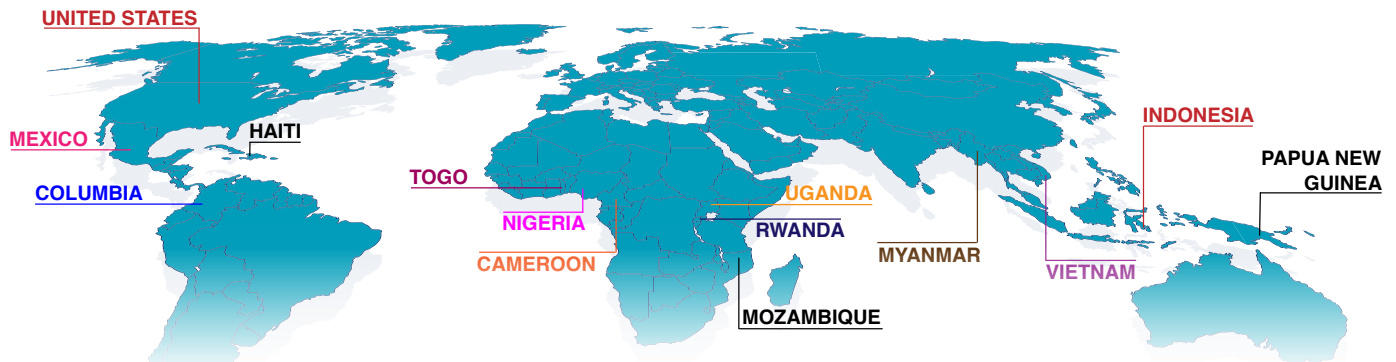 UNITED STATES
MEXICO
HAITI
COLUMBIA
TOGO
NIGERIA
CAMEROON
UGANDA
RWANDA
MOZAMBIQUE
MYANMAR
VIETNAM
INDONESIA
PAPUA NEW
GUINEA